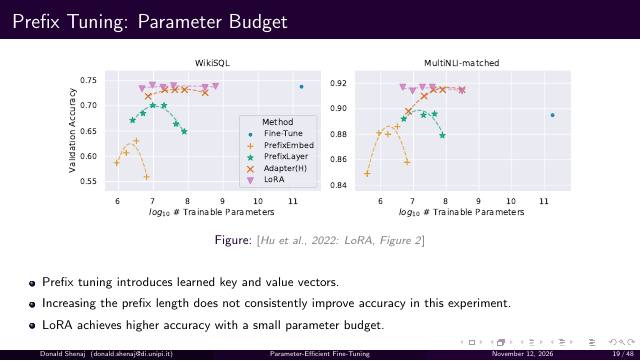 Prefix Tuning: Parameter Budget
WikiSQL
MultiNLI-matched
Validation Accuracy
0.75
0.70
0.65
0.60
0.55
6 7 8 9 10 11
log₁₀ # Trainable Parameters
Method
Fine-Tune
PrefixEmbed
PrefixLayer
Adapter(H)
LoRA
0.92
0.90
0.88
0.86
0.84
6 7 8 9 10 11
log₁₀ # Trainable Parameters
Figure: [Hu et al., 2022: LoRA, Figure 2]
Prefix tuning introduces learned key and value vectors.
Increasing the prefix length does not consistently improve accuracy in this experiment.
LoRA achieves higher accuracy with a small parameter budget.
Donald Shenaj (donald.shenaj@di.unipi.it) Parameter-Efficient Fine-Tuning November 12, 2026 19 / 48